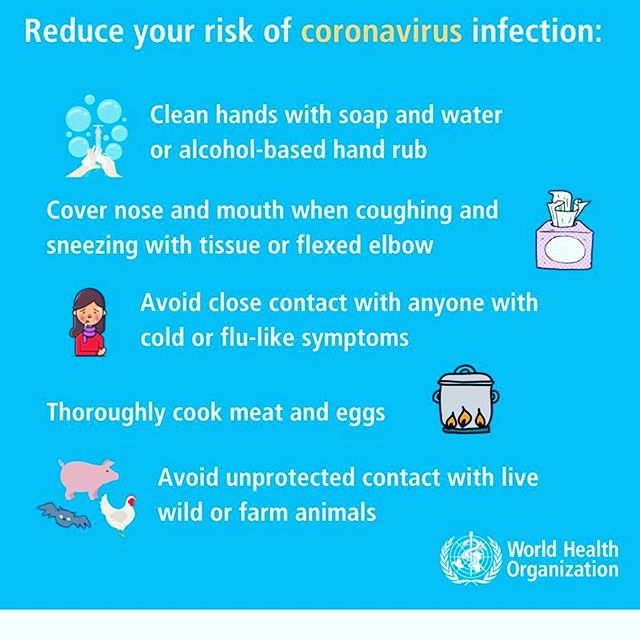 Reduce your risk of coronavirus infection:
Clean hands with soap and water
or alcohol-based hand rub
Cover nose and mouth when coughing and
sneezing with tissue or flexed elbow
Avoid close contact with anyone with
cold or flu-like symptoms
Thoroughly cook meat and eggs
Avoid unprotected contact with live
wild or farm animals
World Health
Organization